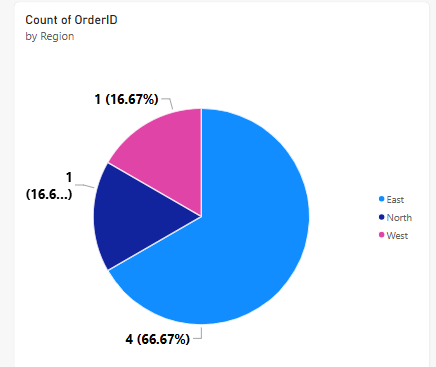 Count of OrderID
by Region
1 (16.67%)
1
(16.6...)
East
North
West
4 (66.67%)